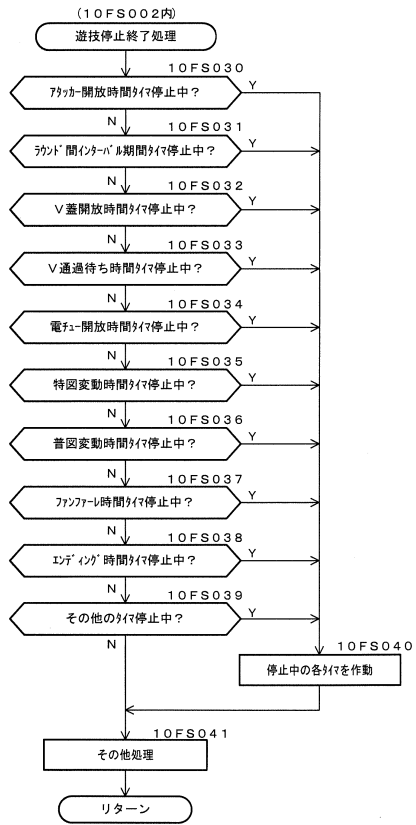 (10FS002内)
遊技停止終了処理
10FS030
ｱﾀｯｶｰ開放時間ﾀｲﾏ停止中？
Y
N
10FS031
ﾗｳﾝﾄﾞ間ｲﾝﾀｰﾊﾞﾙ期間ﾀｲﾏ停止中？
Y
N
10FS032
V蓋開放時間ﾀｲﾏ停止中？
Y
N
10FS033
V通過待ち時間ﾀｲﾏ停止中？
Y
N
10FS034
電ﾁｭｰ開放時間ﾀｲﾏ停止中？
Y
N
10FS035
特図変動時間ﾀｲﾏ停止中？
Y
N
10FS036
普図変動時間ﾀｲﾏ停止中？
Y
N
10FS037
ﾌｧﾝﾌｧｰﾚ時間ﾀｲﾏ停止中？
Y
N
10FS038
ｴﾝﾃﾞｨﾝｸﾞ時間ﾀｲﾏ停止中？
Y
N
10FS039
その他のﾀｲﾏ停止中？
Y
N
10FS040
停止中の各ﾀｲﾏを作動
10FS041
その他処理
リターン